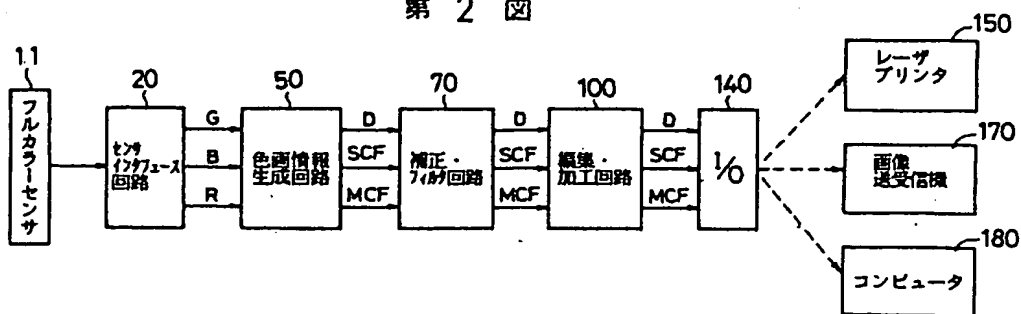 第 2 図
11
フルカラーセンサ
20
センサ
インタフェース
回路
G
B
R
50
色画情報
生成回路
D
SCF
MCF
70
補正・
フィルタ回路
D
SCF
MCF
100
編集・
加工回路
D
SCF
MCF
140
I/O
150
レーザ
プリンタ
170
画像
送受信機
180
コンピュータ